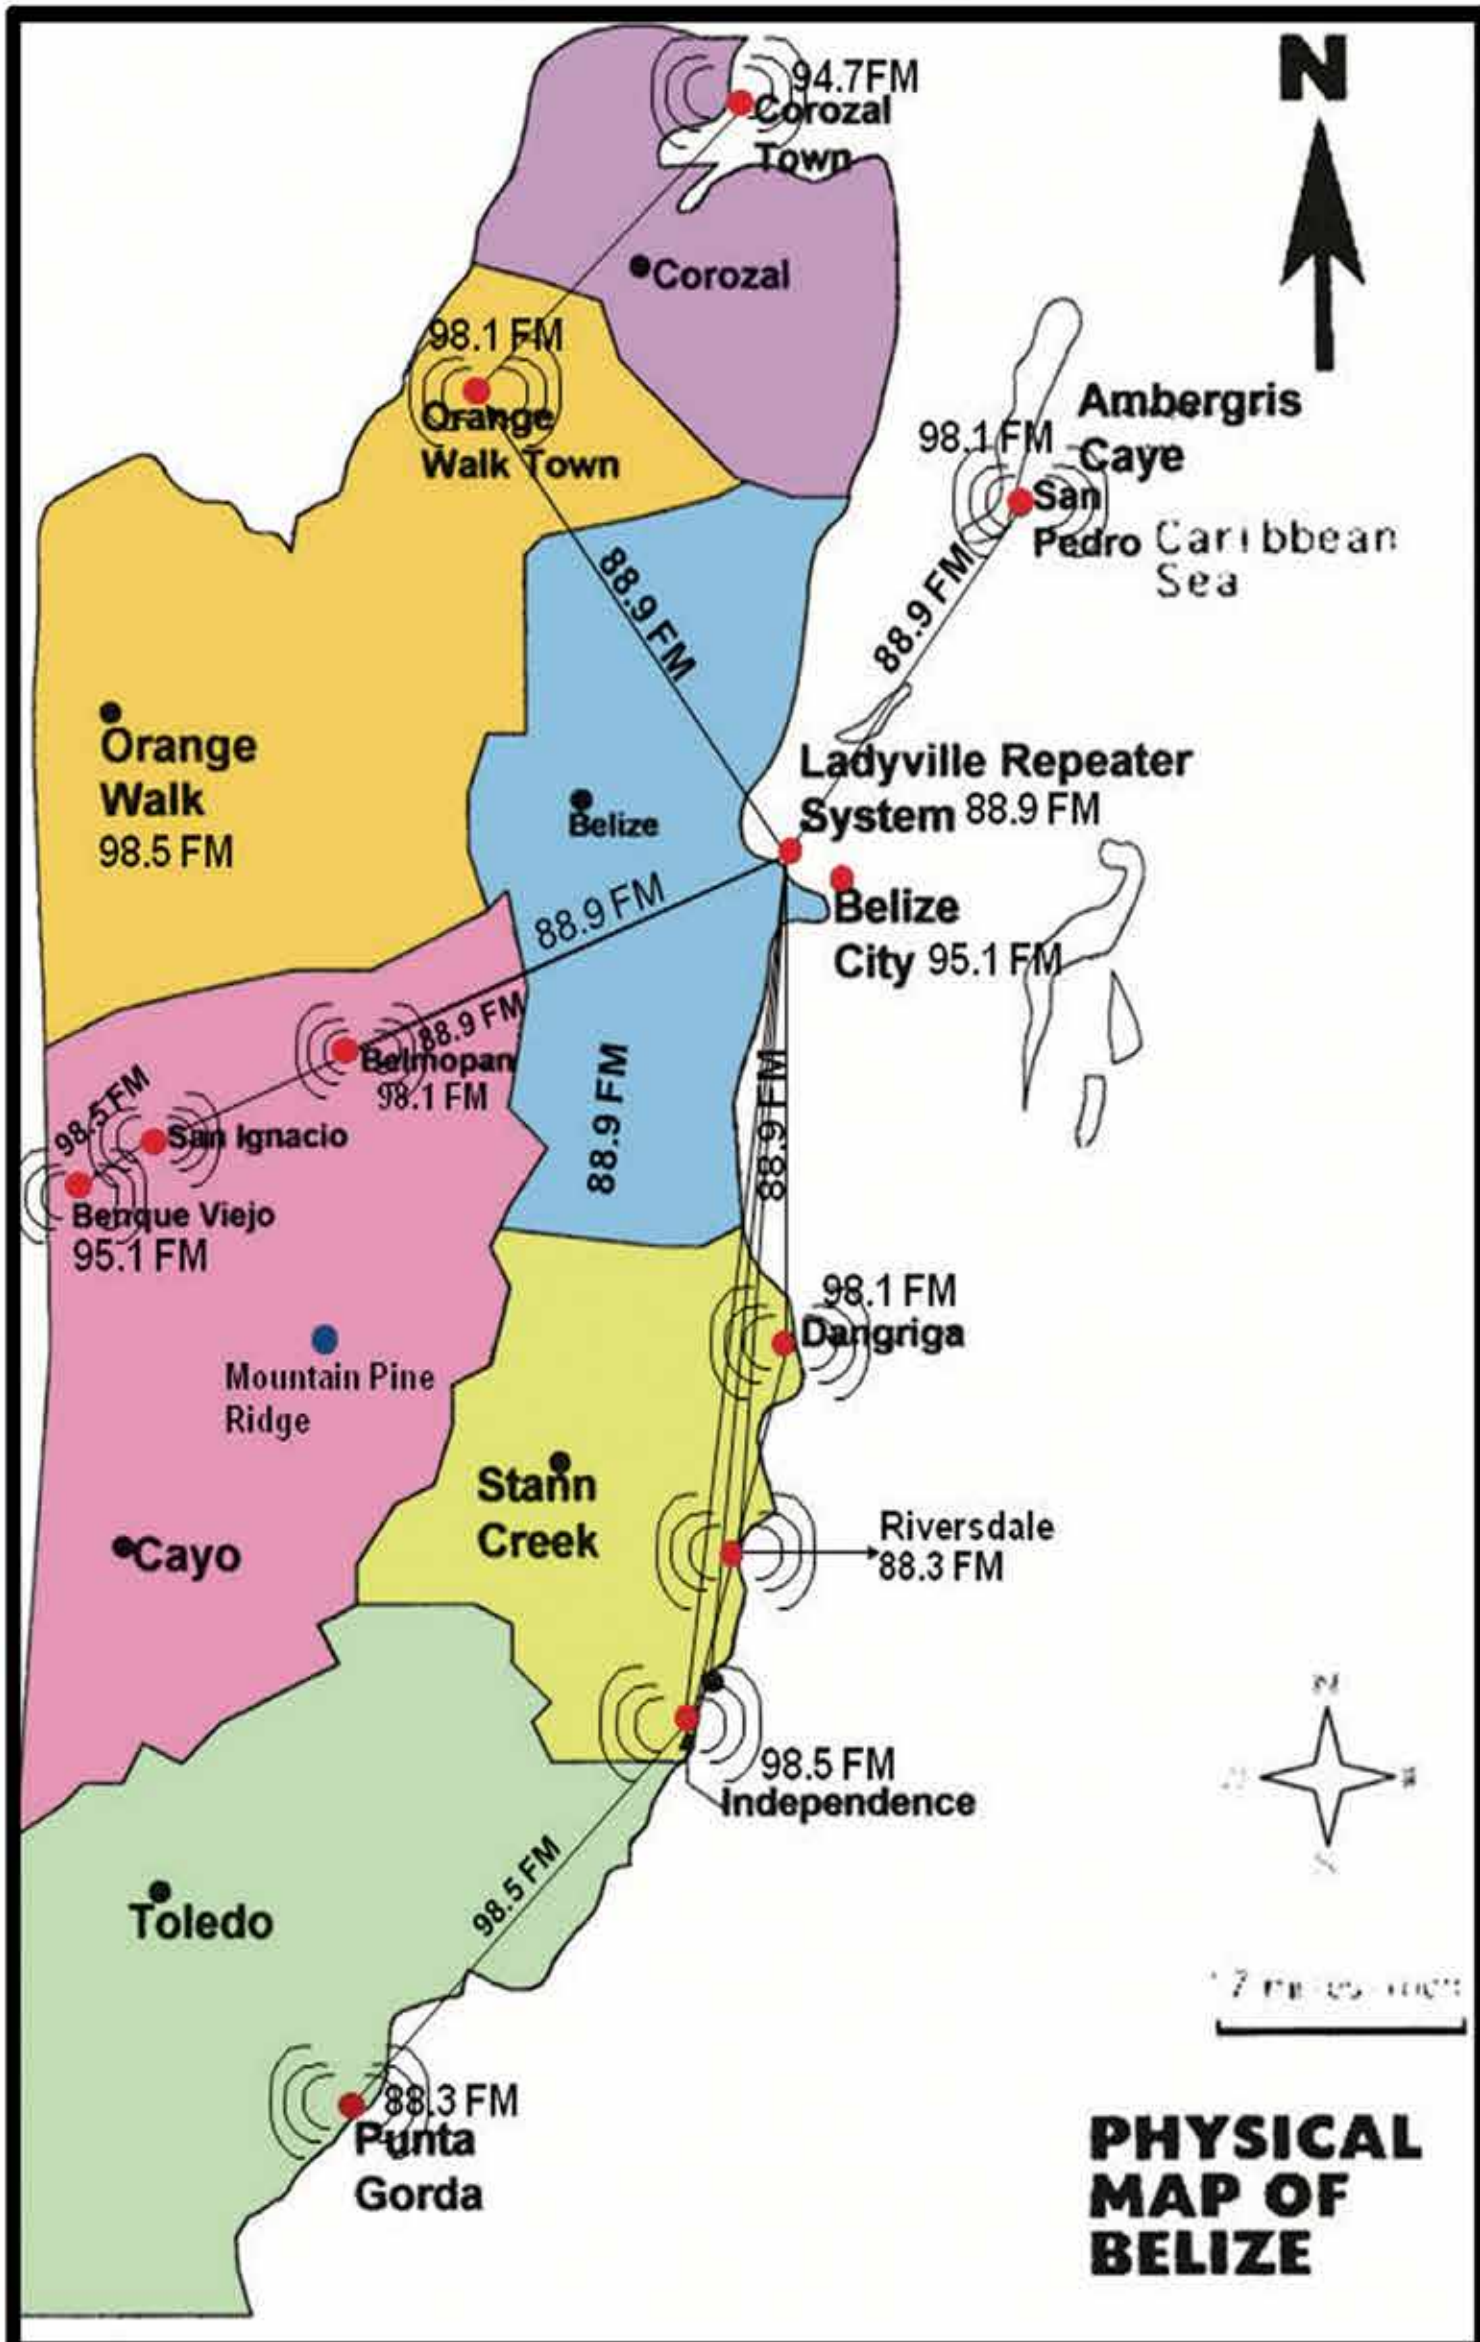 N
94.7FM
Corozal
Town
Corozal
98.1 FM
Orange
Walk Town
Ambergris
Caye
98.1 FM
San
Pedro
Caribbean
Sea
88.9 FM
88.9 FM
Orange
Walk
98.5 FM
Belize
Ladyville Repeater
System 88.9 FM
Belize
City 95.1 FM
88.9 FM
88.9 FM
Belmopan
98.1 FM
98.5 FM
San Ignacio
Benque Viejo
95.1 FM
88.9 FM
88.9 FM
98.1 FM
Dangriga
Mountain Pine
Ridge
Stann
Creek
Cayo
Riversdale
88.3 FM
98.5 FM
Independence
98.5 FM
Toledo
88.3 FM
Punta
Gorda
PHYSICAL
MAP OF
BELIZE